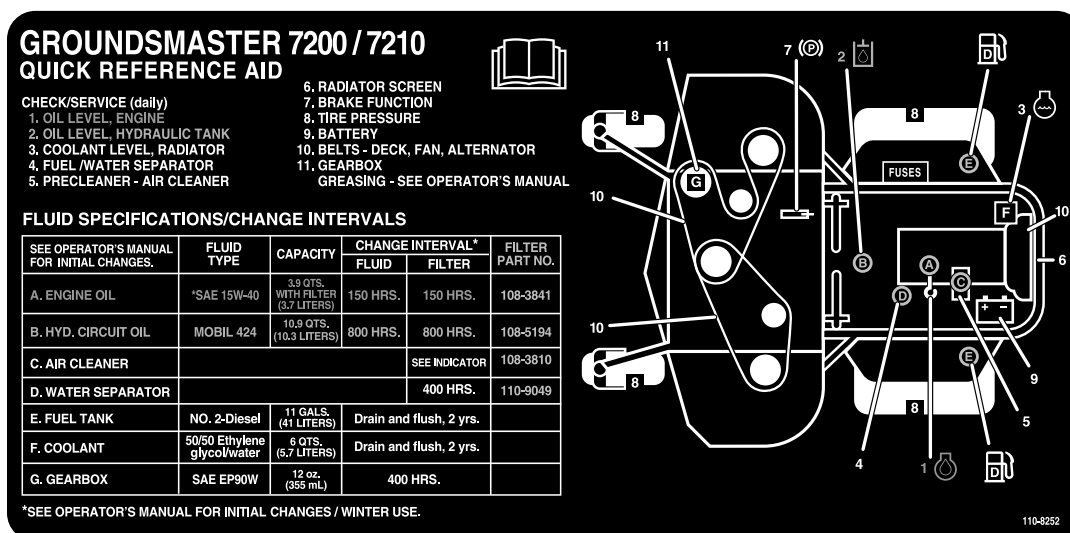 GROUNDSMASTER 7200 / 7210
QUICK REFERENCE AID
CHECK/SERVICE (daily)
1. OIL LEVEL, ENGINE
2. OIL LEVEL, HYDRAULIC TANK
3. COOLANT LEVEL, RADIATOR
4. FUEL /WATER SEPARATOR
5. PRECLEANER - AIR CLEANER
6. RADIATOR SCREEN
7. BRAKE FUNCTION
8. TIRE PRESSURE
9. BATTERY
10. BELTS - DECK, FAN, ALTERNATOR
11. GEARBOX
GREASING - SEE OPERATOR'S MANUAL
FLUID SPECIFICATIONS/CHANGE INTERVALS
SEE OPERATOR'S MANUAL
FOR INITIAL CHANGES.
FLUID
TYPE
CAPACITY
CHANGE INTERVAL*
FLUID
FILTER
FILTER
PART NO.
A. ENGINE OIL
*SAE 15W-40
3.9 QTS.
WITH FILTER
(3.7 LITERS)
150 HRS.
150 HRS.
108-3841
B. HYD. CIRCUIT OIL
MOBIL 424
10.9 QTS.
(10.3 LITERS)
800 HRS.
800 HRS.
108-5194
C. AIR CLEANER
SEE INDICATOR
108-3810
D. WATER SEPARATOR
400 HRS.
110-9049
E. FUEL TANK
NO. 2-Diesel
11 GALS.
(41 LITERS)
Drain and flush, 2 yrs.
F. COOLANT
50/50 Ethylene
glycol/water
6 QTS.
(5.7 LITERS)
Drain and flush, 2 yrs.
G. GEARBOX
SAE EP90W
12 oz.
(355 mL)
400 HRS.
*SEE OPERATOR'S MANUAL FOR INITIAL CHANGES / WINTER USE.
11
7 (P)
2
D
8
8
3
E
FUSES
G
10
F
10
B
A
C
6
D
+ -
10
E
8
8
9
5
4
1
D
110-8252